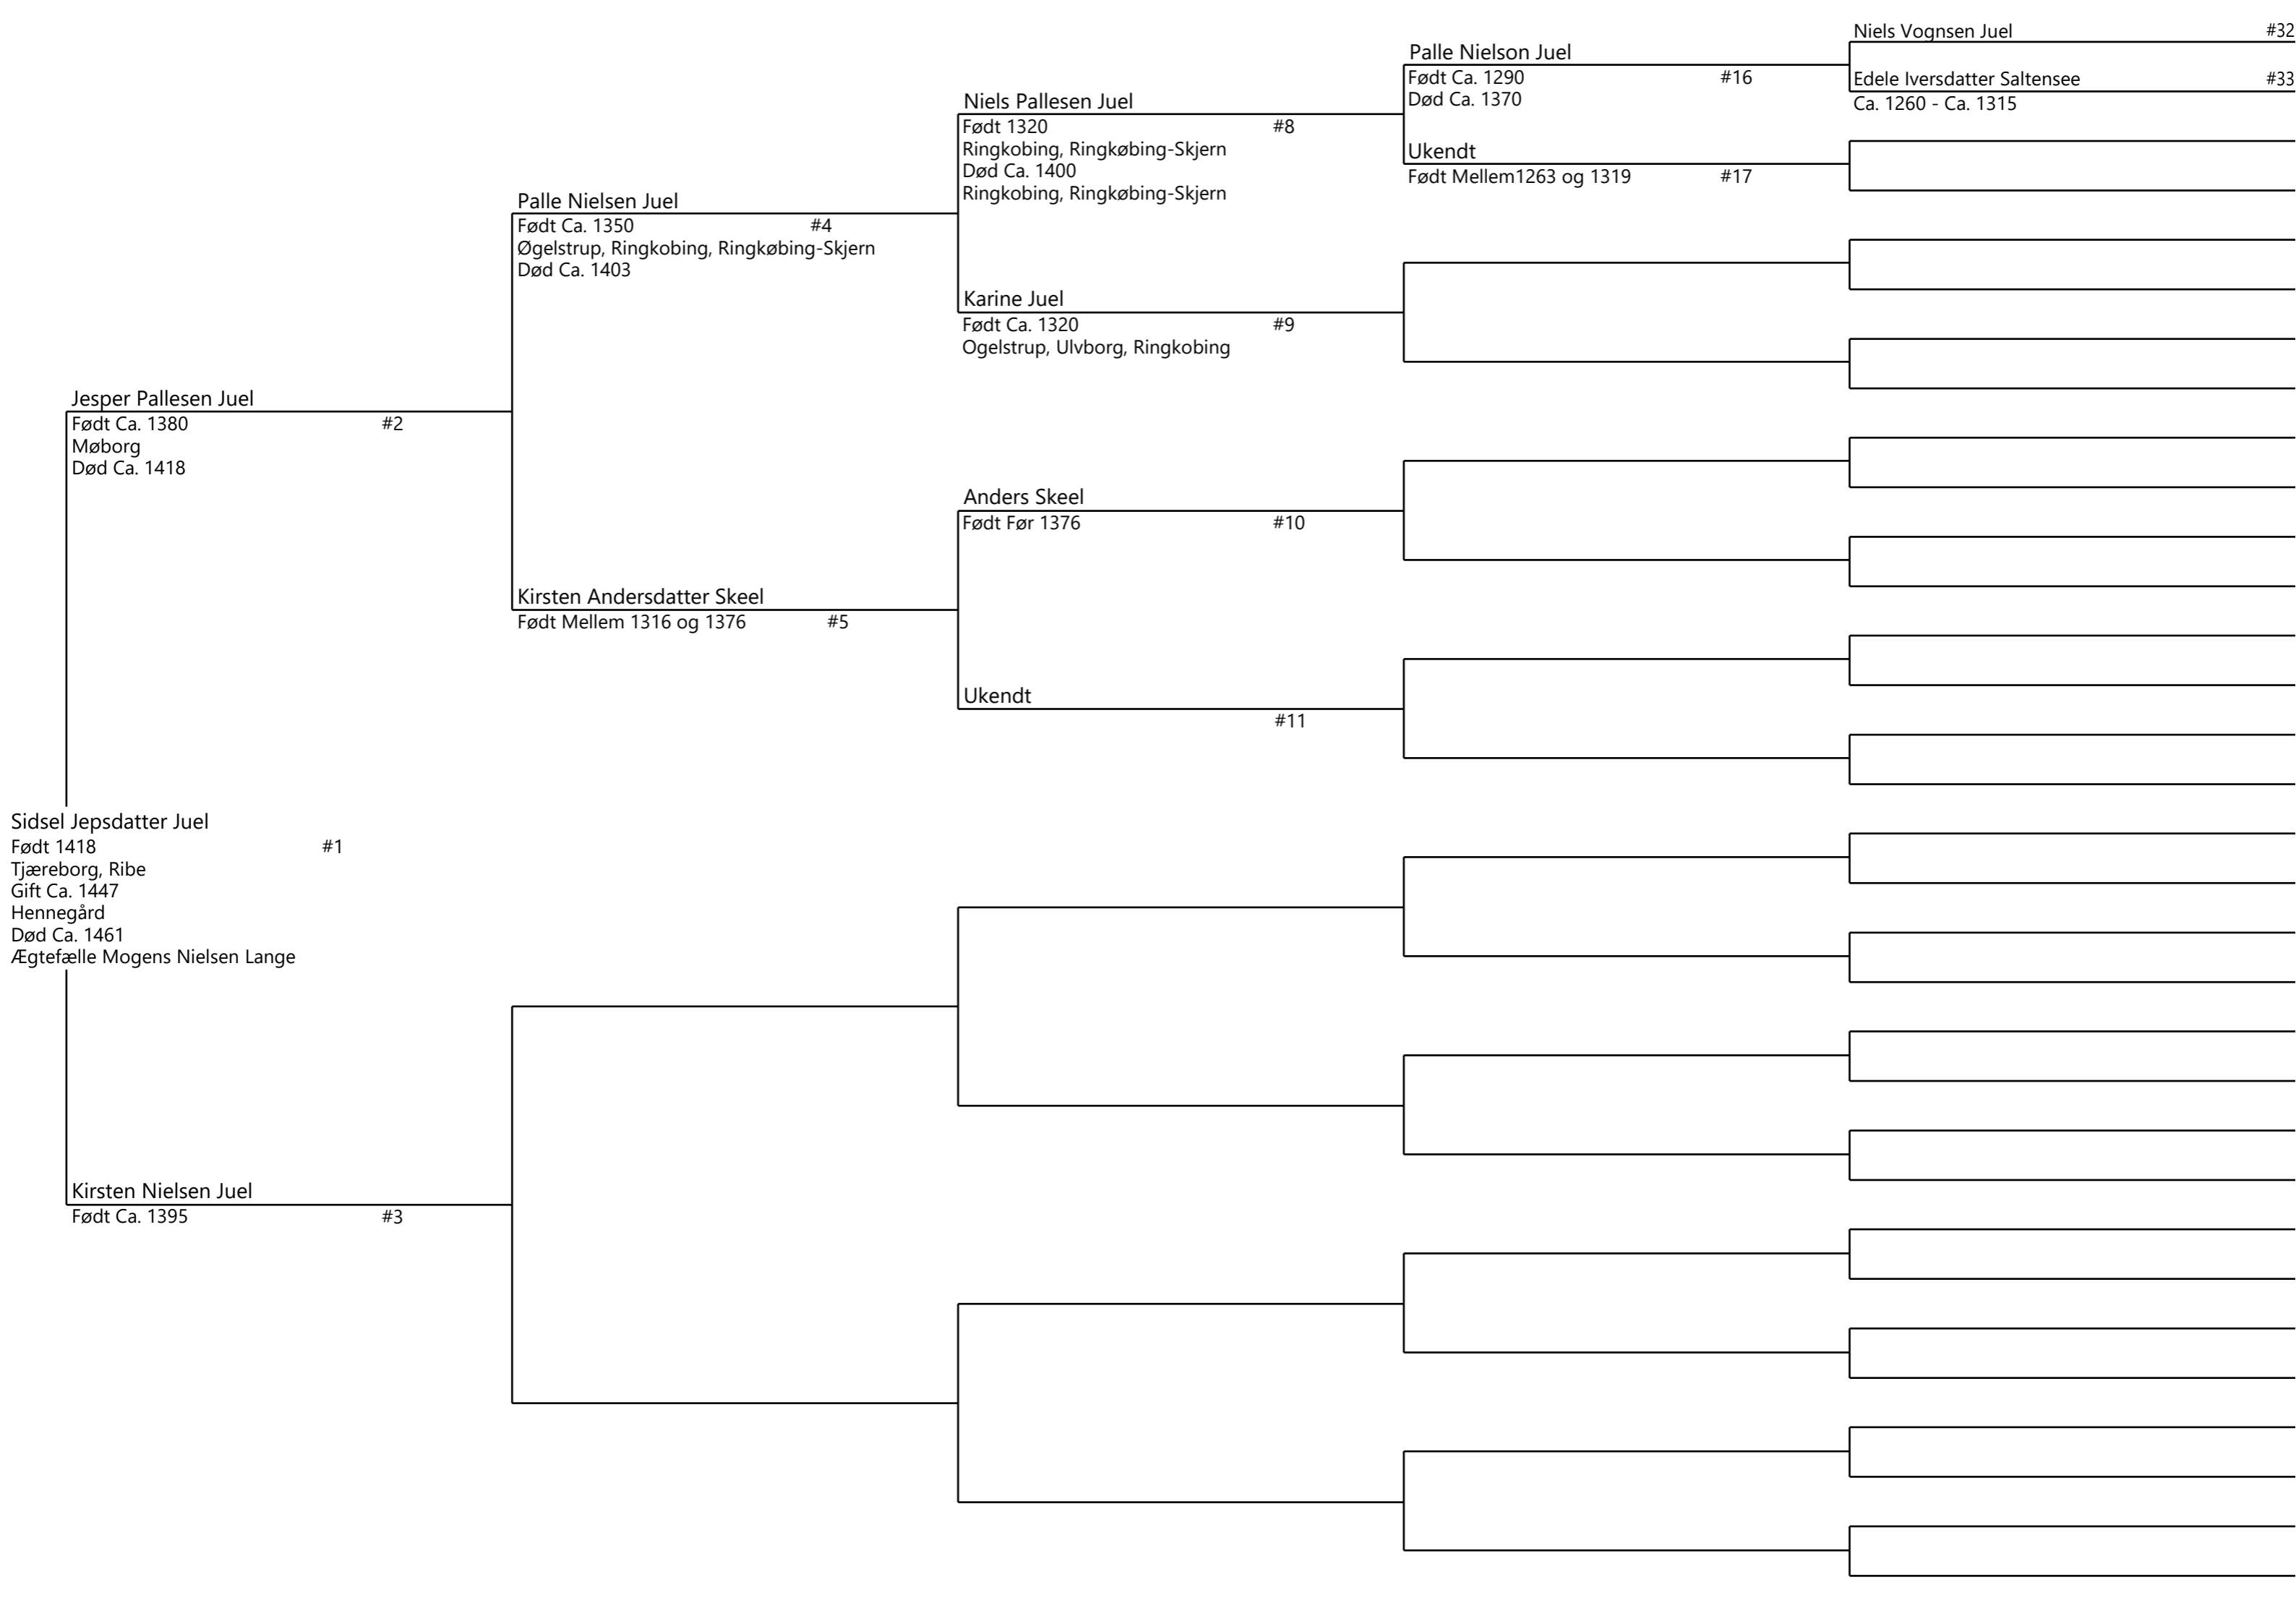 Niels Vognsen Juel #32
Palle Nielson Juel
Født Ca. 1290 #16
Død Ca. 1370
Edele Iversdatter Saltensee #33
Ca. 1260 - Ca. 1315
Niels Pallesen Juel
Født 1320 #8
Ringkobing, Ringkøbing-Skjern
Død Ca. 1400
Ringkobing, Ringkøbing-Skjern
Ukendt
Født Mellem1263 og 1319 #17
Palle Nielsen Juel
Født Ca. 1350 #4
Øgelstrup, Ringkobing, Ringkøbing-Skjern
Død Ca. 1403
Karine Juel
Født Ca. 1320 #9
Ogelstrup, Ulvborg, Ringkobing
Jesper Pallesen Juel
Født Ca. 1380 #2
Møborg
Død Ca. 1418
Anders Skeel
Født Før 1376 #10
Kirsten Andersdatter Skeel
Født Mellem 1316 og 1376 #5
Ukendt
#11
Sidsel Jepsdatter Juel
Født 1418 #1
Tjæreborg, Ribe
Gift Ca. 1447
Hennegård
Død Ca. 1461
Ægtefælle Mogens Nielsen Lange
Kirsten Nielsen Juel
Født Ca. 1395 #3